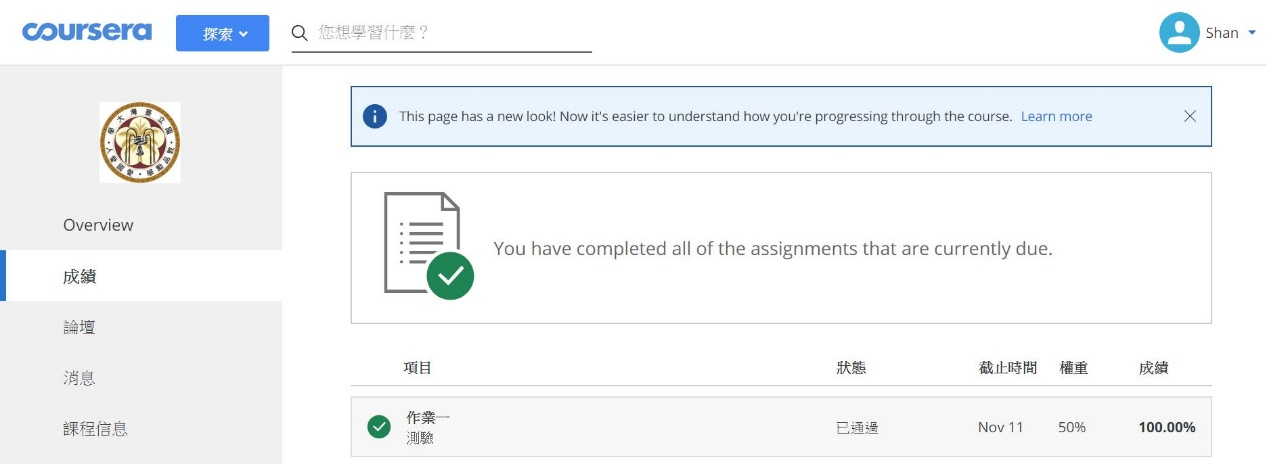 coursera
探索
您想學習什麼？
Shan
This page has a new look! Now it's easier to understand how you're progressing through the course. Learn more
Overview
成績
論壇
消息
課程信息
You have completed all of the assignments that are currently due.
項目 狀態 截止時間 權重 成績
作業一
測驗
已通過 Nov 11 50% 100.00%